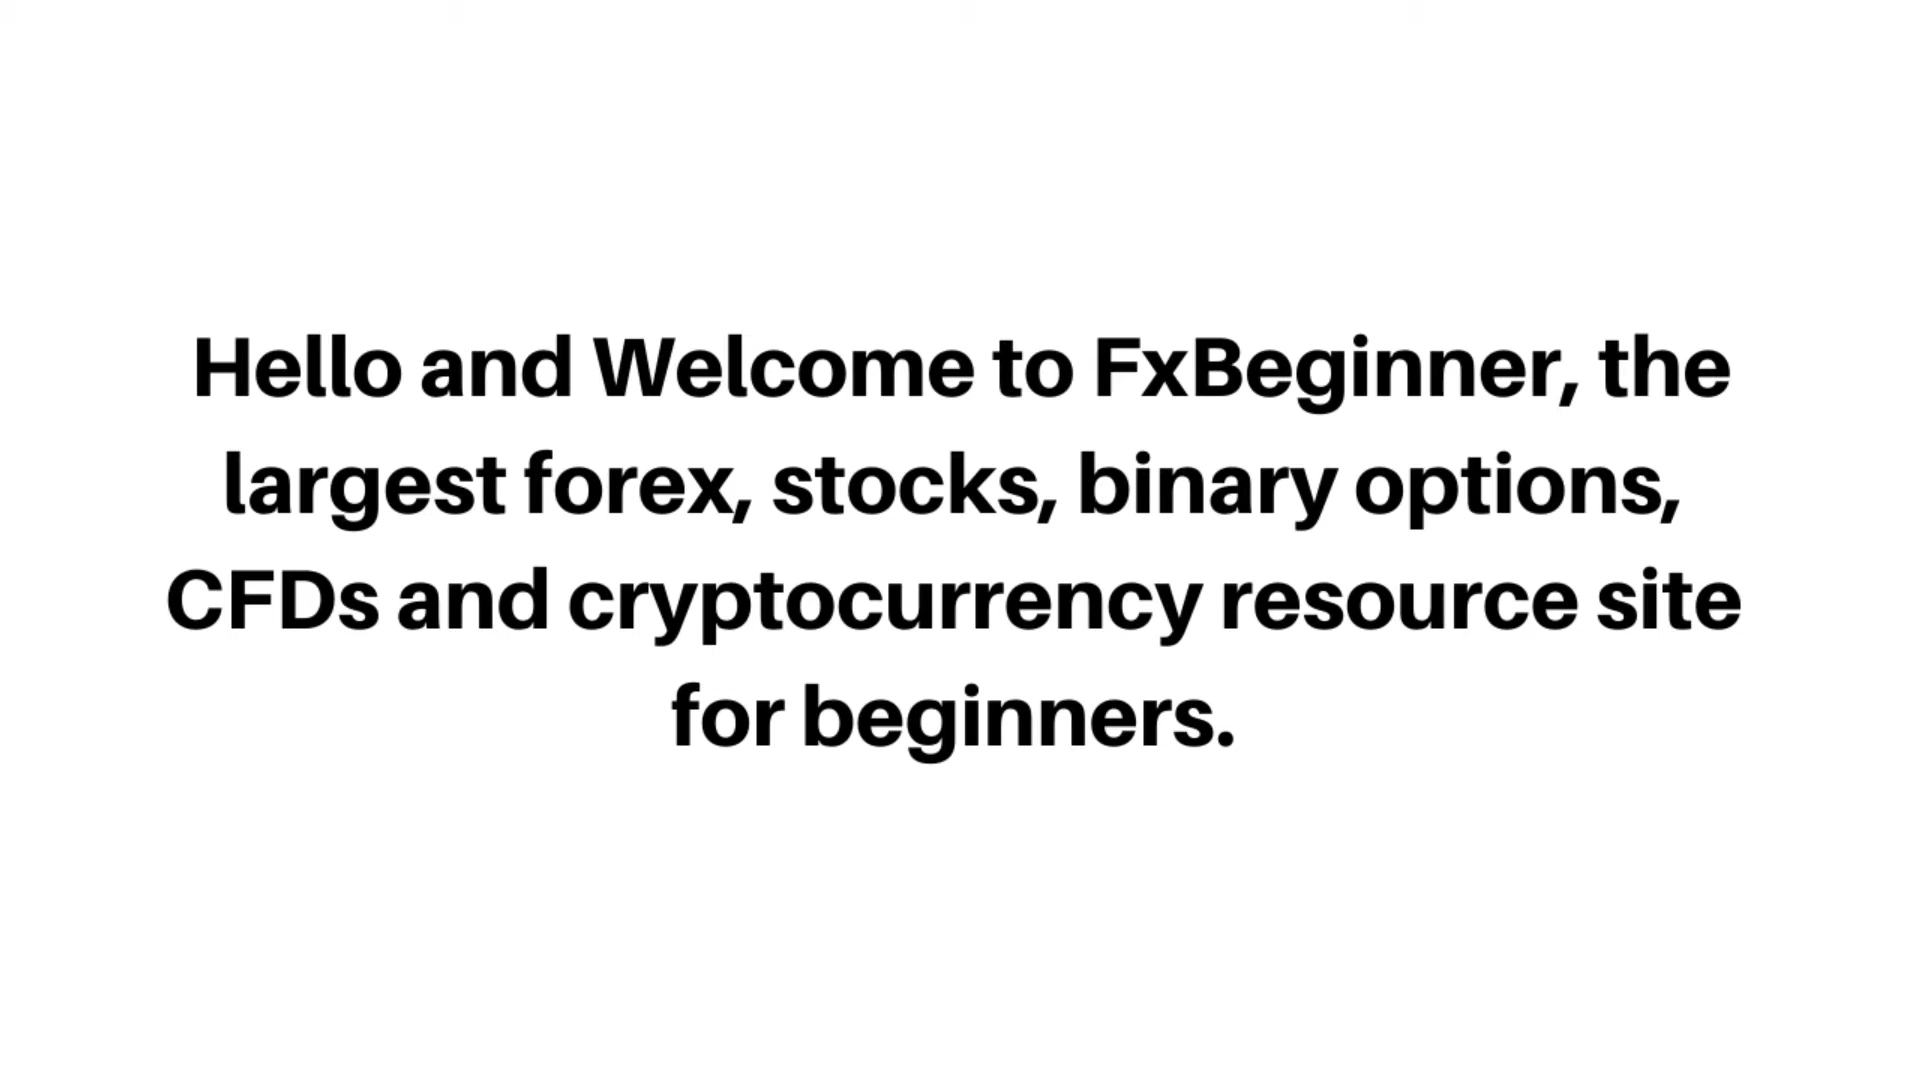 Hello and Welcome to FxBeginner, the
largest forex, stocks, binary options,
CFDs and cryptocurrency resource site
for beginners.